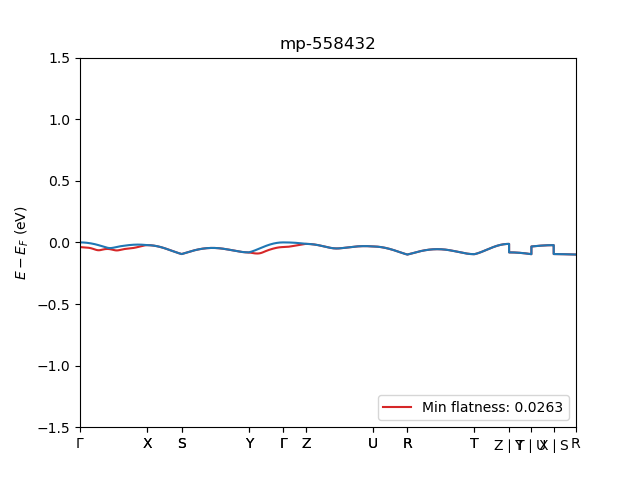 mp-558432
1.5
1.0
0.5
0.0
−0.5
−1.0
−1.5
E − E_F (eV)
Min flatness: 0.0263
Γ X S Y Γ Z U R T Z | Y T | U X | S R